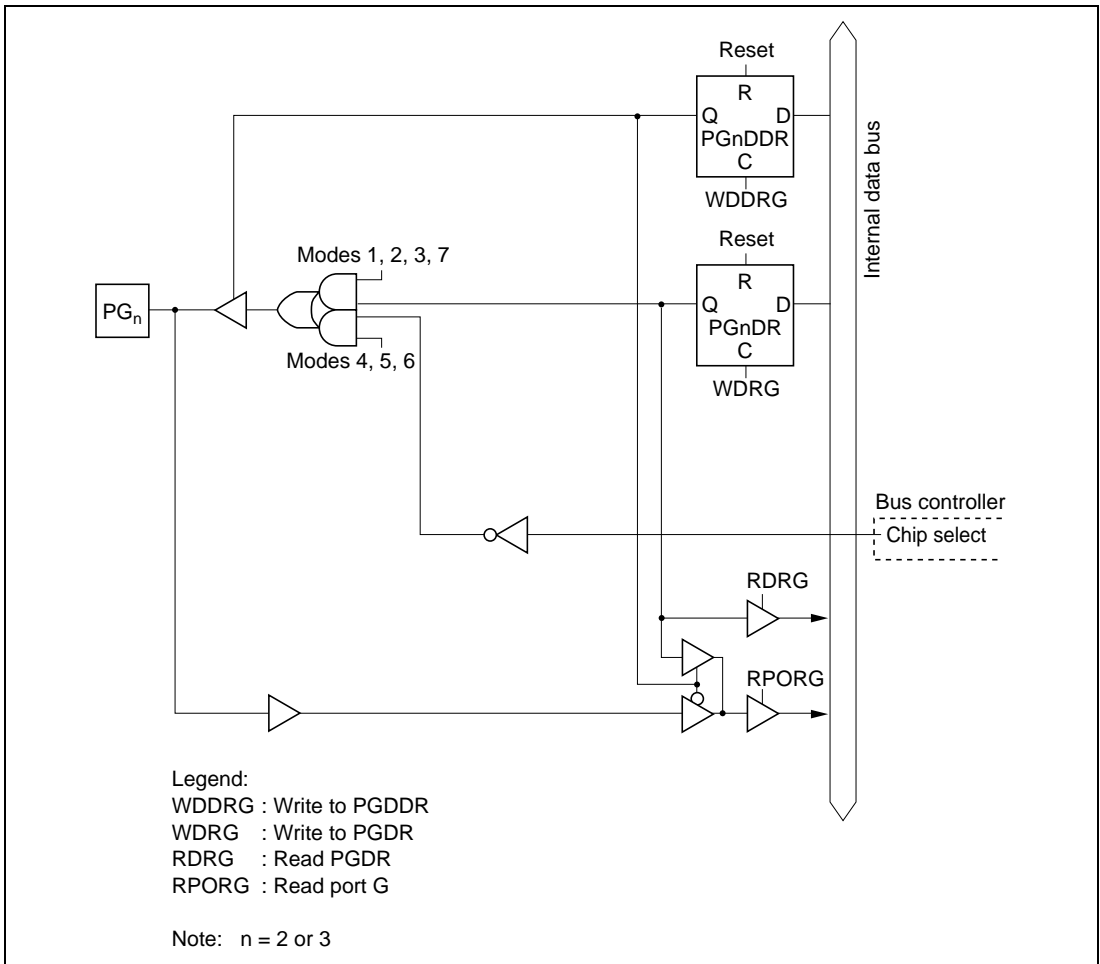 Reset
R
Q D
PGnDDR
C
WDDRG
Internal data bus
Reset
R
Q D
PGnDR
C
WDRG
Modes 1, 2, 3, 7
PGn
Modes 4, 5, 6
Bus controller
Chip select
RDRG
RPORG
Legend:
WDDRG : Write to PGDDR
WDRG : Write to PGDR
RDRG : Read PGDR
RPORG : Read port G
Note: n = 2 or 3